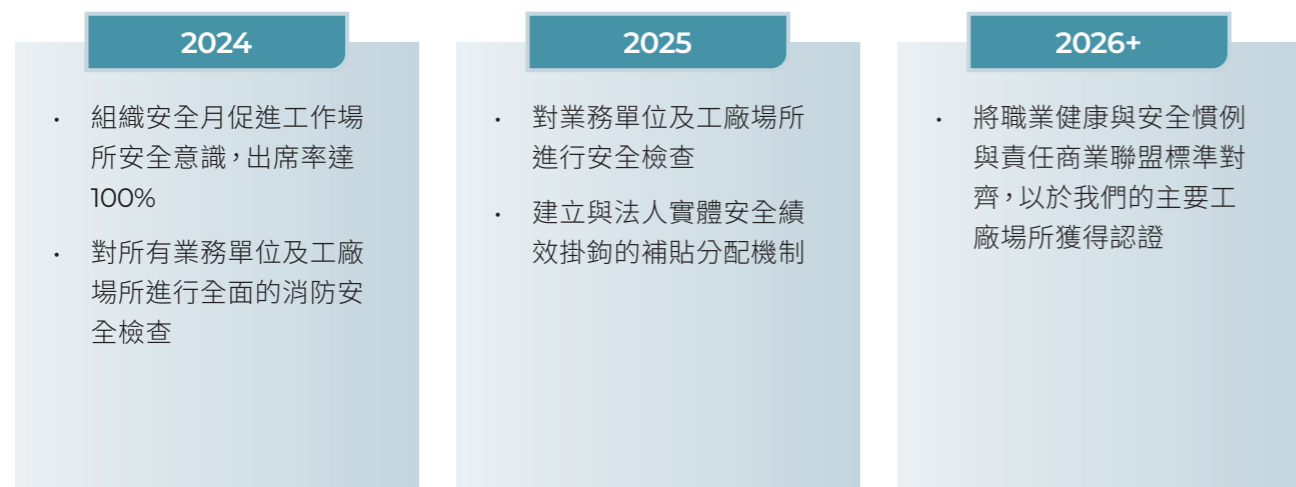 2024
· 組織安全月促進工作場
所安全意識，出席率達
100%
· 對所有業務單位及工廠
場所進行全面的消防安
全檢查
2025
· 對業務單位及工廠場所
進行安全檢查
· 建立與法人實體安全績
效掛鉤的補貼分配機制
2026+
· 將職業健康與安全慣例
與責任商業聯盟標準對
齊，以於我們的主要工
廠場所獲得認證